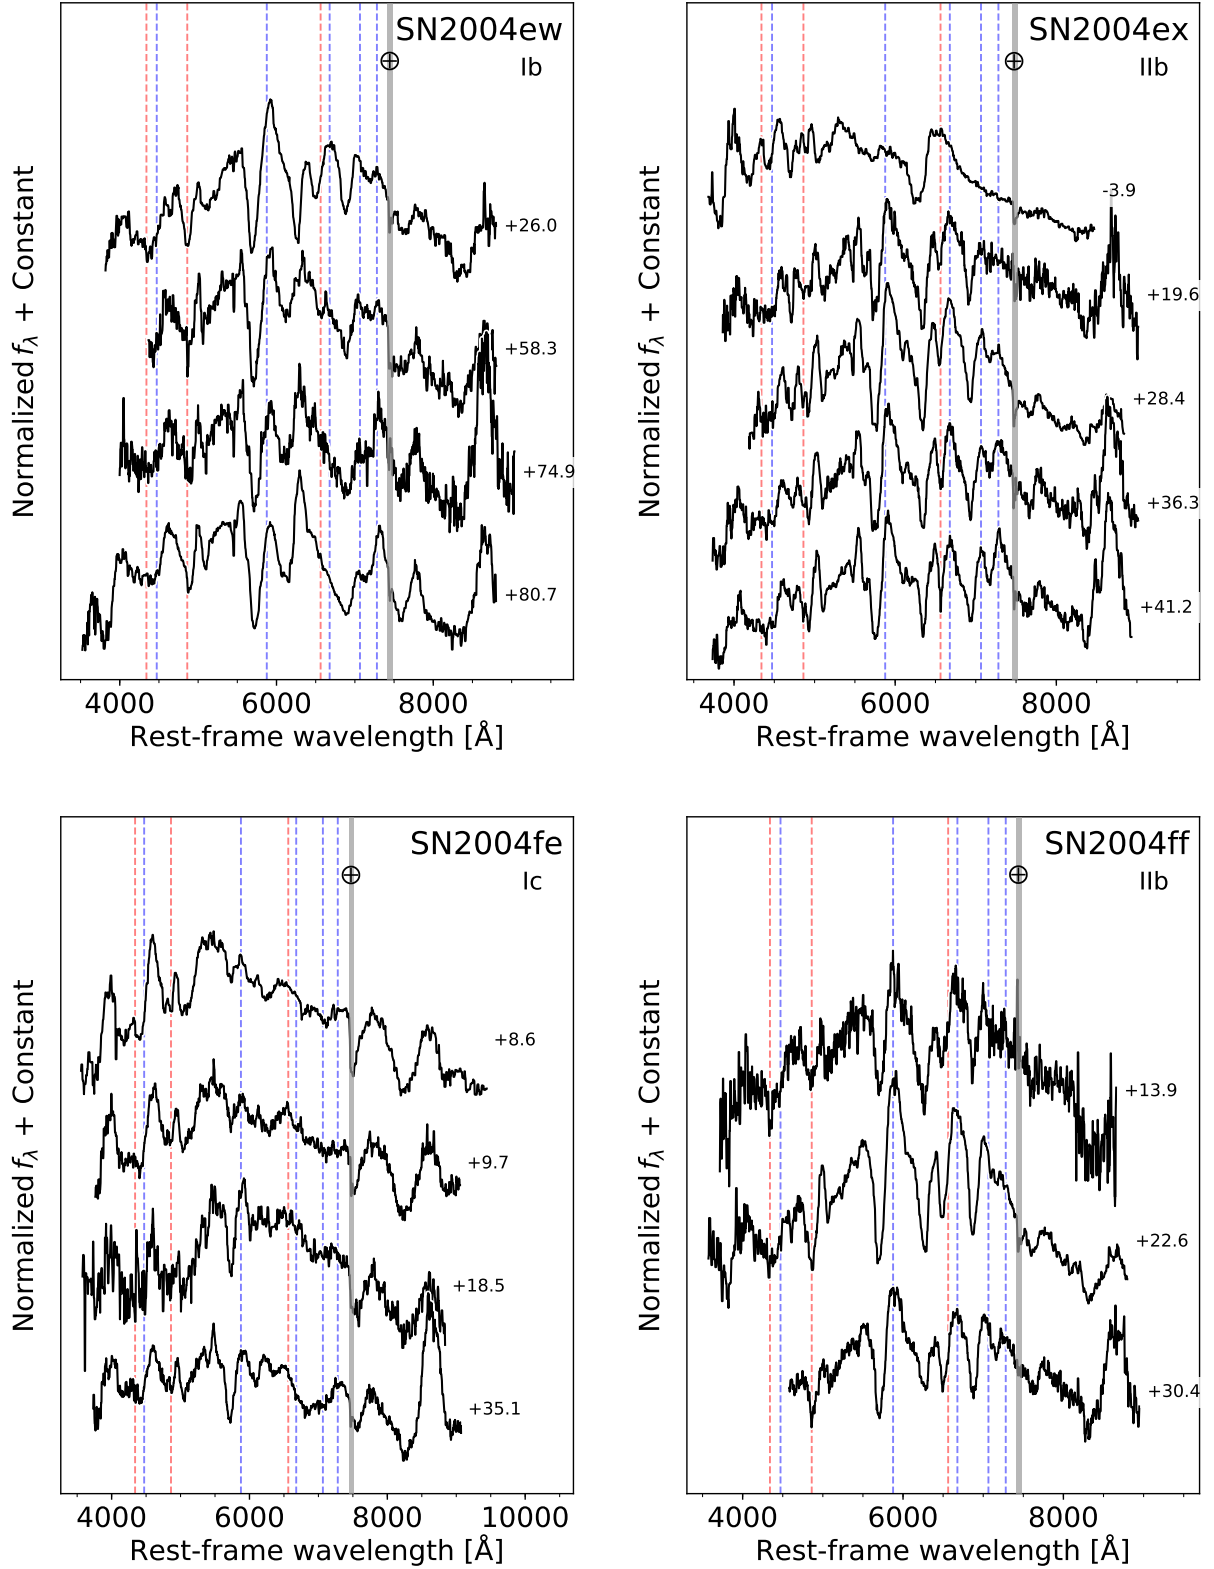 SN2004ew
Ib
+26.0
+58.3
+74.9
+80.7
Normalized fλ + Constant
4000 6000 8000
Rest-frame wavelength [Å]
SN2004ex
IIb
-3.9
+19.6
+28.4
+36.3
+41.2
Normalized fλ + Constant
4000 6000 8000
Rest-frame wavelength [Å]
SN2004fe
Ic
+8.6
+9.7
+18.5
+35.1
Normalized fλ + Constant
4000 6000 8000 10000
Rest-frame wavelength [Å]
SN2004ff
IIb
+13.9
+22.6
+30.4
Normalized fλ + Constant
4000 6000 8000
Rest-frame wavelength [Å]